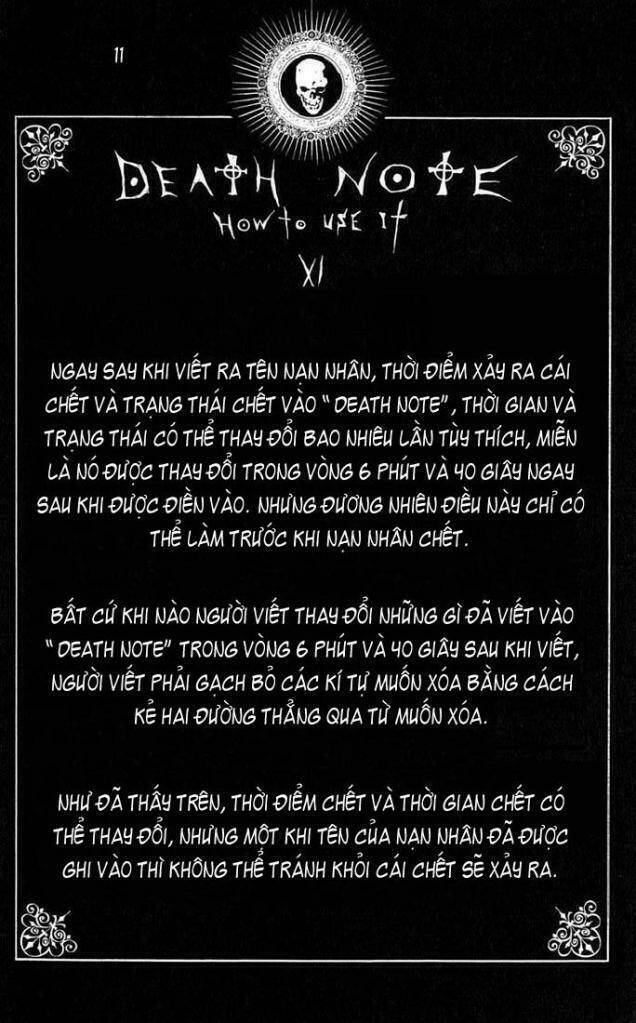 11
DEATH NOTE
HOW TO USE IT
XI
NGAY SAY KHI VIẾT RA TÊN NẠN NHÂN, THỜI ĐIỂM XẢY RA CÁI
CHẾT VÀ TRẠNG THÁI CHẾT VÀO " DEATH NOTE", THỜI GIAN VÀ
TRẠNG THÁI CÓ THỂ THAY ĐỔI BAO NHIÊU LẦN TÙY THÍCH, MIỄN
LÀ NÓ ĐƯỢC THAY ĐỔI TRONG VÒNG 6 PHÚT VÀ 40 GIÂY NGAY
SAU KHI ĐƯỢC ĐIỀN VÀO. NHƯNG ĐƯƠNG NHIÊN ĐIỀU NÀY CHỈ CÓ
THỂ LÀM TRƯỚC KHI NẠN NHÂN CHẾT.
BẤT CỨ KHI NÀO NGƯỜI VIẾT THAY ĐỔI NHỮNG GÌ ĐÃ VIẾT VÀO
" DEATH NOTE" TRONG VÒNG 6 PHÚT VÀ 40 GIÂY SAU KHI VIẾT,
NGƯỜI VIẾT PHẢI GẠCH BỎ CÁC KÍ TỰ MUỐN XÓA BẰNG CÁCH
KẺ HAI ĐƯỜNG THẲNG QUA TỪ MUỐN XÓA.
NHƯ ĐÃ THẤY TRÊN, THỜI ĐIỂM CHẾT VÀ THỜI GIAN CHẾT CÓ
THỂ THAY ĐỔI, NHƯNG MỘT KHI TÊN CỦA NẠN NHÂN ĐÃ ĐƯỢC
GHI VÀO THÌ KHÔNG THỂ TRÁNH KHỎI CÁI CHẾT SẼ XẢY RA.